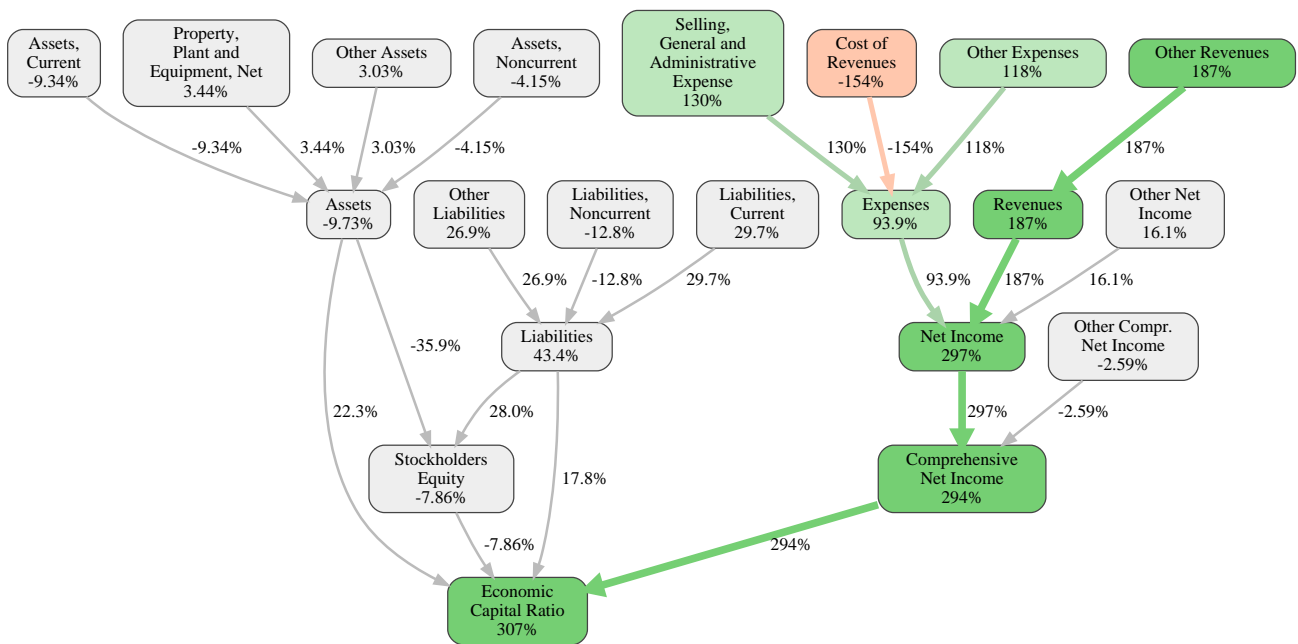 Assets,
Current
-9.34%
Property,
Plant and
Equipment, Net
3.44%
Other Assets
3.03%
Assets,
Noncurrent
-4.15%
Selling,
General and
Administrative
Expense
130%
Cost of
Revenues
-154%
Other Expenses
118%
Other Revenues
187%
-9.34%
3.44%
3.03%
-4.15%
130%
-154%
118%
187%
Assets
-9.73%
Other
Liabilities
26.9%
Liabilities,
Noncurrent
-12.8%
Liabilities,
Current
29.7%
Expenses
93.9%
Revenues
187%
Other Net
Income
16.1%
26.9%
-12.8%
29.7%
93.9%
187%
16.1%
-35.9%
Liabilities
43.4%
Net Income
297%
Other Compr.
Net Income
-2.59%
22.3%
28.0%
297%
-2.59%
Stockholders
Equity
-7.86%
17.8%
Comprehensive
Net Income
294%
-7.86%
294%
Economic
Capital Ratio
307%